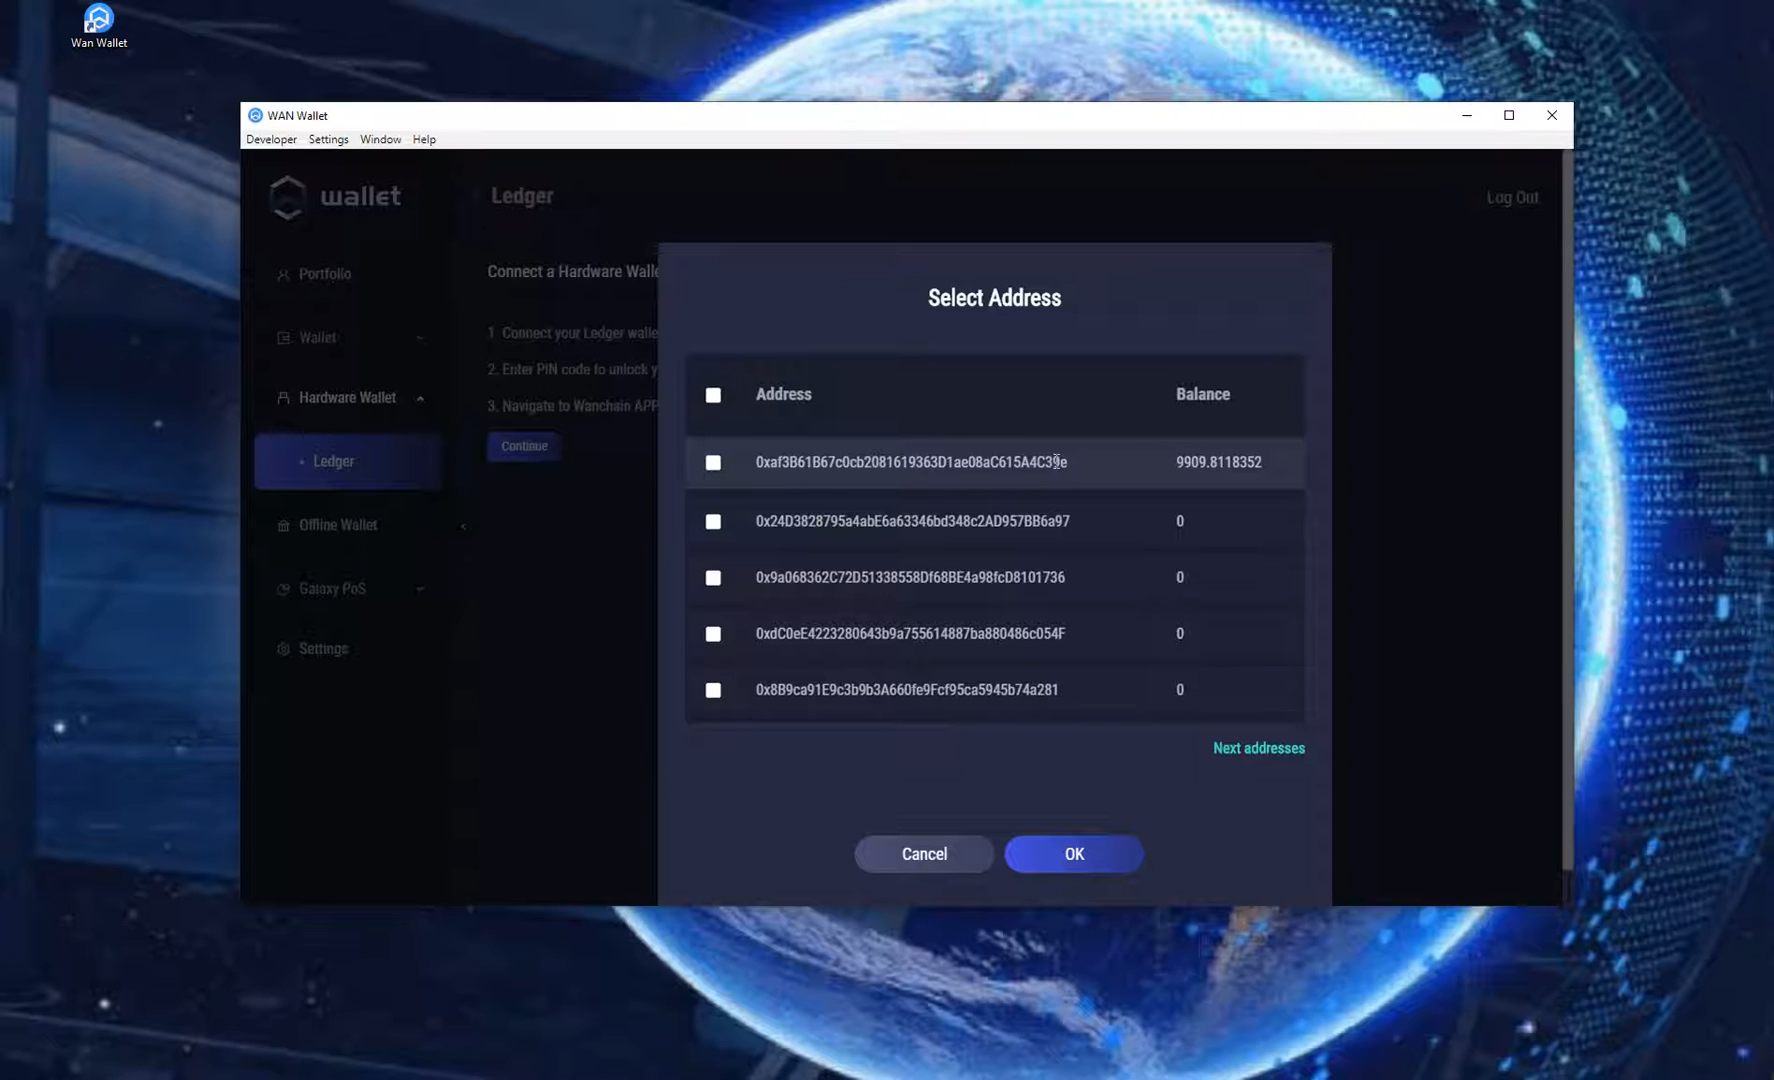 Wan Wallet
WAN Wallet
Developer Settings Window Help
wallet
Ledger
Log Out
Portfolio
Wallet
Hardware Wallet
Ledger
Offline Wallet
Galaxy PoS
Settings
Connect a Hardware Walle
1 Connect your Ledger walle
2. Enter PIN code to unlock y
3. Navigate to Wanchain APP
Continue
Select Address
Address Balance
0xaf3B61B67c0cb2081619363D1ae08aC615A4C39e 9909.8118352
0x24D3828795a4abE6a63346bd348c2AD957BB6a97 0
0x9a068362C72D51338558Df68BE4a98fcD8101736 0
0xdC0eE4223280643b9a755614887ba880486c054F 0
0x8B9ca91E9c3b9b3A660fe9Fcf95ca5945b74a281 0
Next addresses
Cancel OK